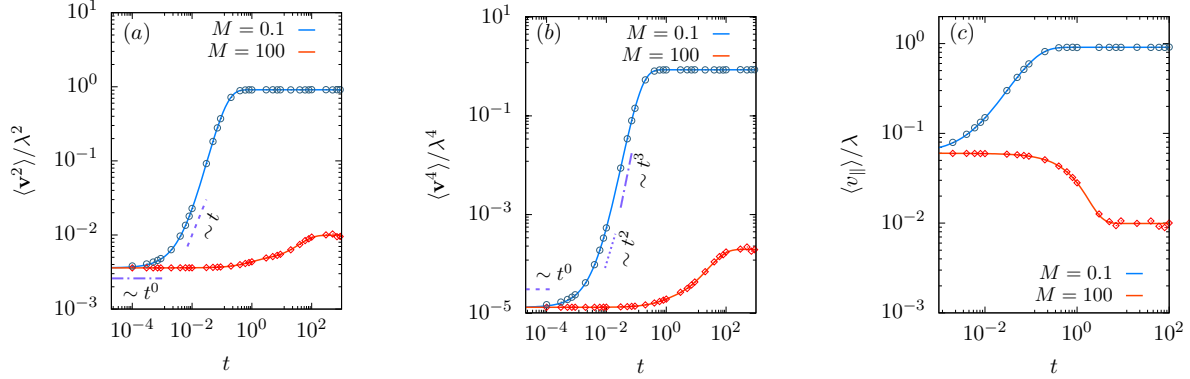 (a)
M = 0.1
M = 100
⟨v²⟩/λ²
10¹
10⁰
10⁻¹
10⁻²
10⁻³
∼ t
∼ t⁰
10⁻⁴ 10⁻² 10⁰ 10²
t
(b)
M = 0.1
M = 100
⟨v⁴⟩/λ⁴
10¹
10⁻¹
10⁻³
10⁻⁵
∼ t³
∼ t²
∼ t⁰
10⁻⁴ 10⁻² 10⁰ 10²
t
(c)
⟨v∥⟩/λ
10⁰
10⁻¹
10⁻²
10⁻³
M = 0.1
M = 100
10⁻² 10⁰ 10²
t